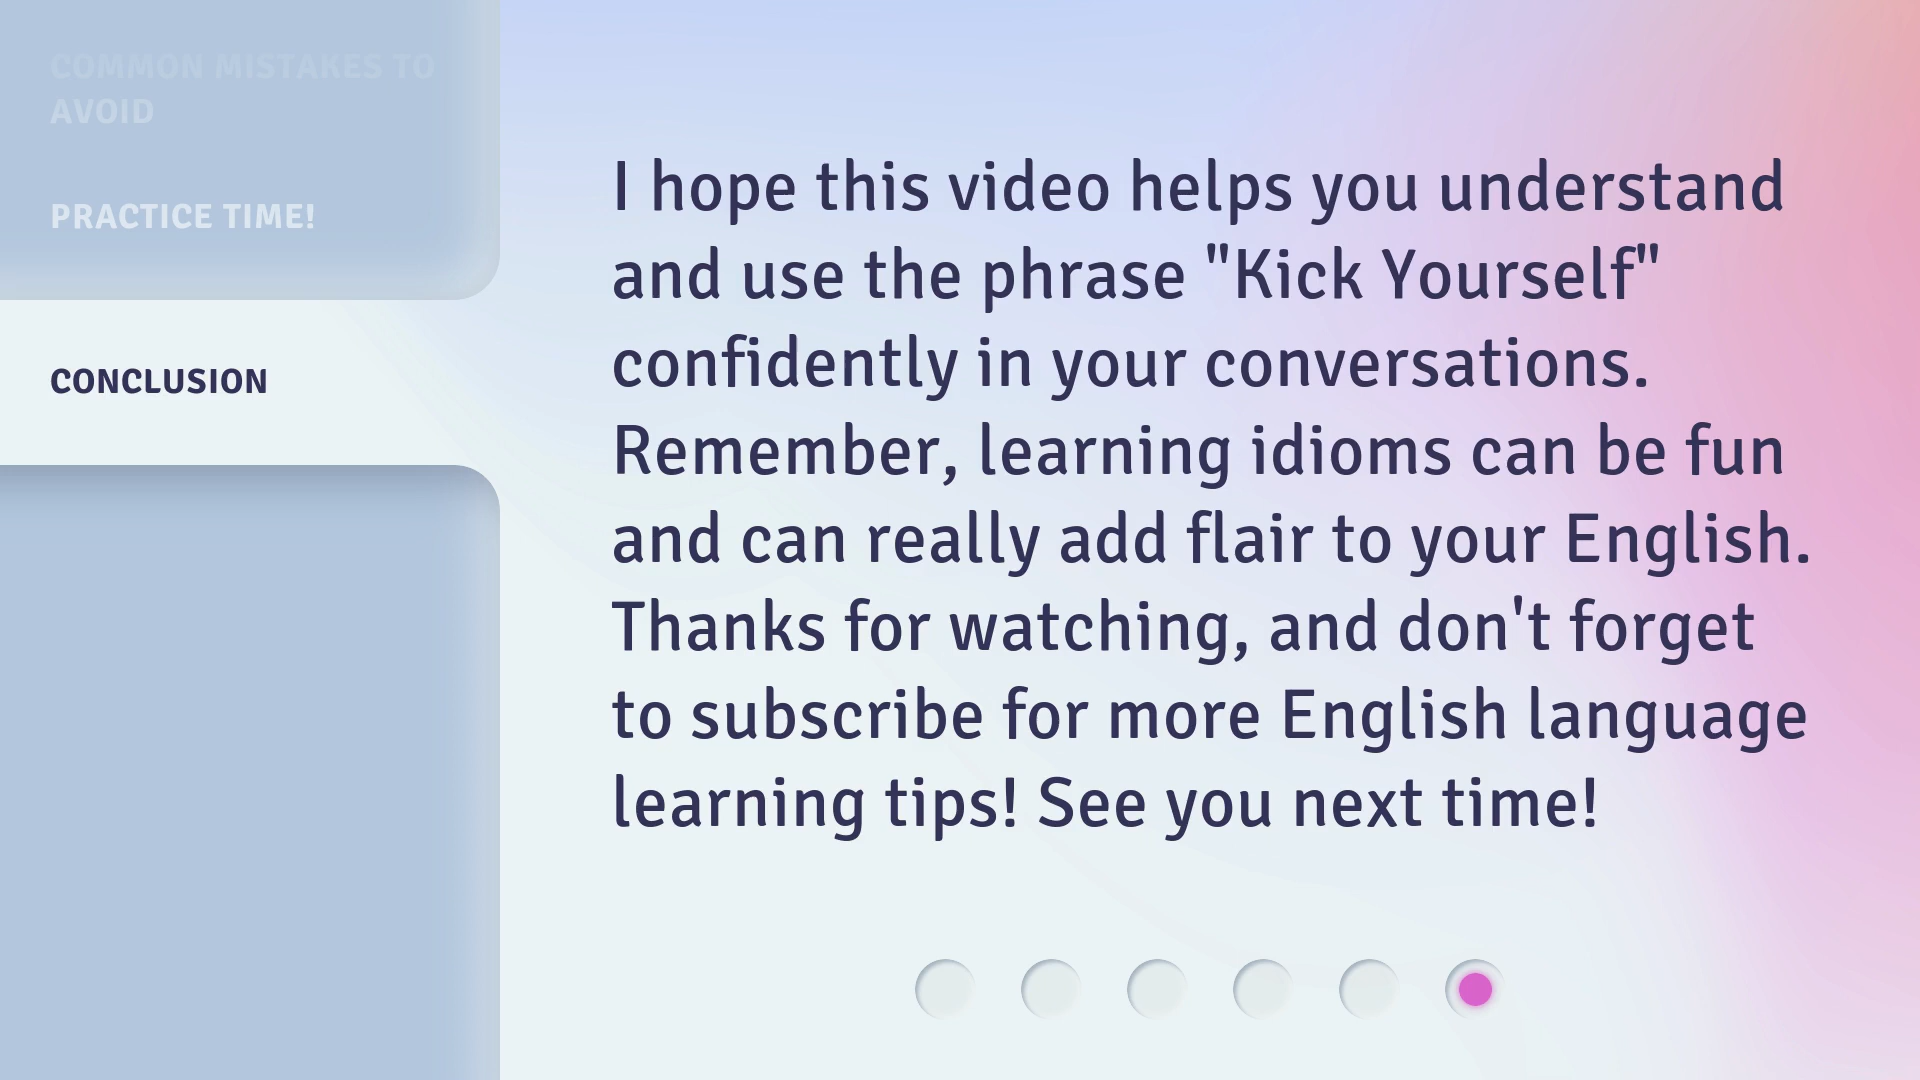 COMMON MISTAKES TO
AVOID
PRACTICE TIME!
CONCLUSION
I hope this video helps you understand
and use the phrase "Kick Yourself"
confidently in your conversations.
Remember, learning idioms can be fun
and can really add flair to your English.
Thanks for watching, and don't forget
to subscribe for more English language
learning tips! See you next time!